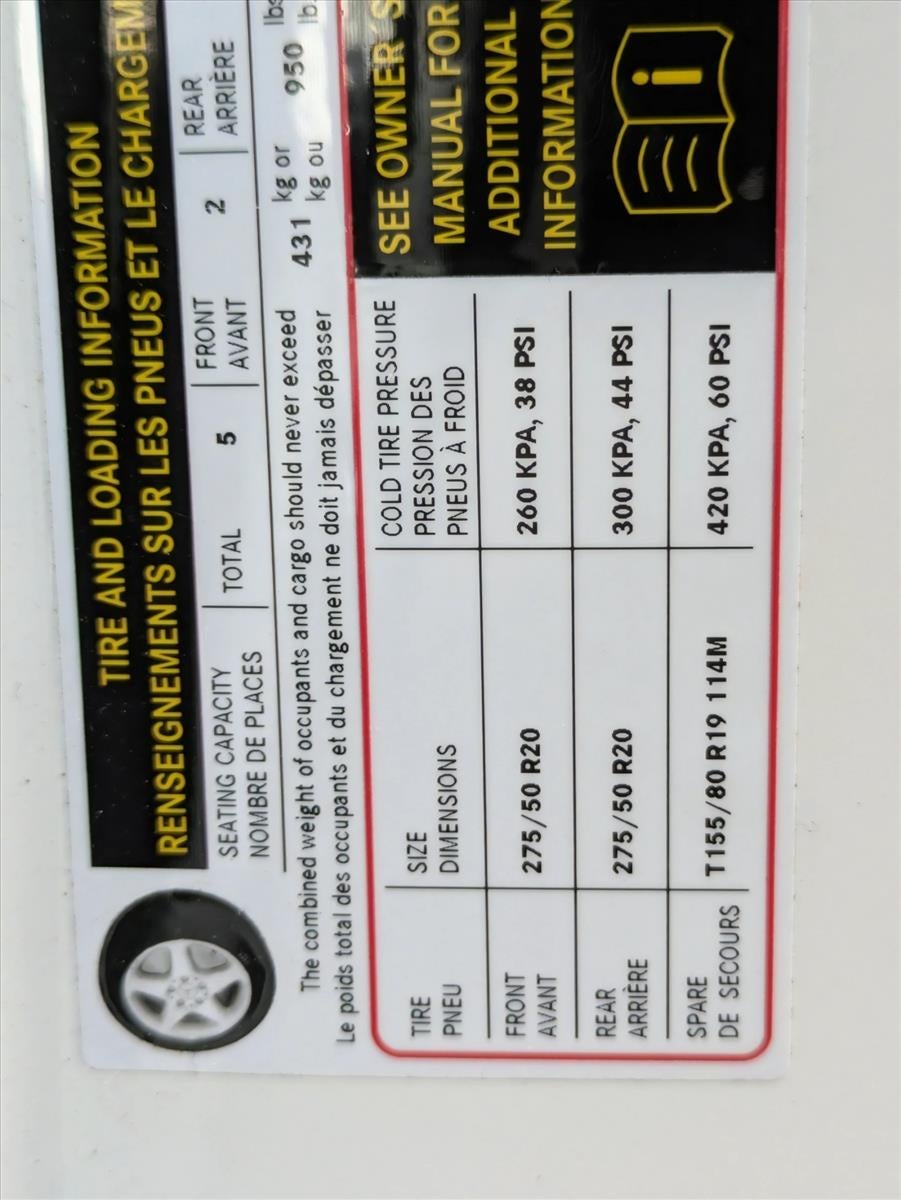 TIRE AND LOADING INFORMATION
RENSEIGNEMENTS SUR LES PNEUS ET LE CHARGEM
SEATING CAPACITY
NOMBRE DE PLACES
TOTAL 5
FRONT
AVANT
2
REAR
ARRIÈRE
The combined weight of occupants and cargo should never exceed 431 kg or 950 lbs
Le poids total des occupants et du chargement ne doit jamais dépasser kg ou lb.
TIRE
PNEU
SIZE
DIMENSIONS
COLD TIRE PRESSURE
PRESSION DES
PNEUS À FROID
FRONT
AVANT
275/50 R20
260 KPA, 38 PSI
REAR
ARRIÈRE
275/50 R20
300 KPA, 44 PSI
SPARE
DE SECOURS
T155/80 R19 114M
420 KPA, 60 PSI
SEE OWNER'S
MANUAL FOR
ADDITIONAL
INFORMATION
i